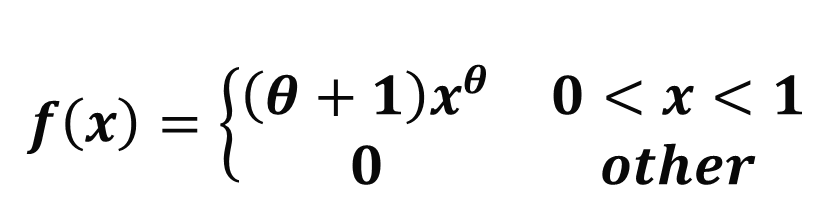 f(x) = {(θ + 1)x^θ 0 < x < 1
0 other